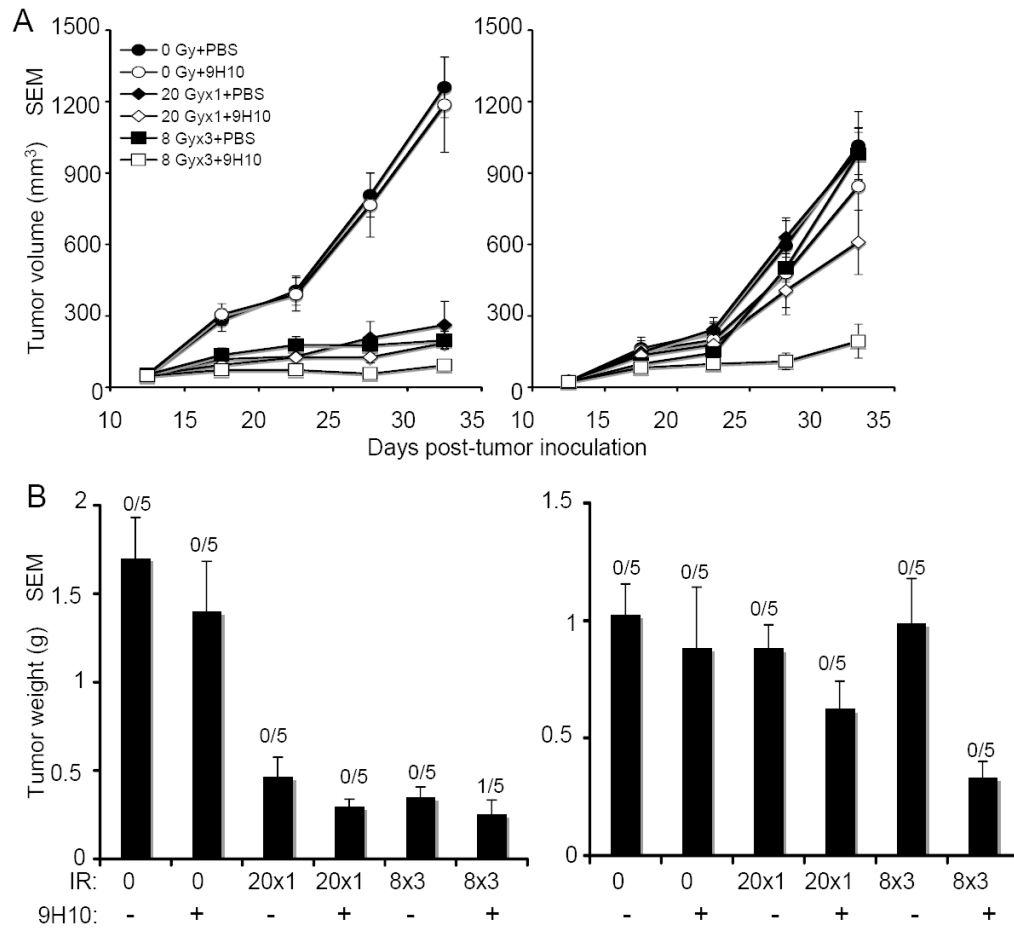 A
1500
1200
900
600
300
0
Tumor volume (mm³) SEM
0 Gy+PBS
0 Gy+9H10
20 Gyx1+PBS
20 Gyx1+9H10
8 Gyx3+PBS
8 Gyx3+9H10
10 15 20 25 30 35
1500
1200
900
600
300
0
10 15 20 25 30 35
Days post-tumor inoculation
B
2
1.5
1
0.5
0
Tumor weight (g) SEM
0/5 0/5 0/5 0/5 0/5 1/5
IR: 0 0 20x1 20x1 8x3 8x3
9H10: - + - + - +
1.5
1
0.5
0
0/5 0/5 0/5 0/5 0/5 0/5
0 0 20x1 20x1 8x3 8x3
- + - + - +